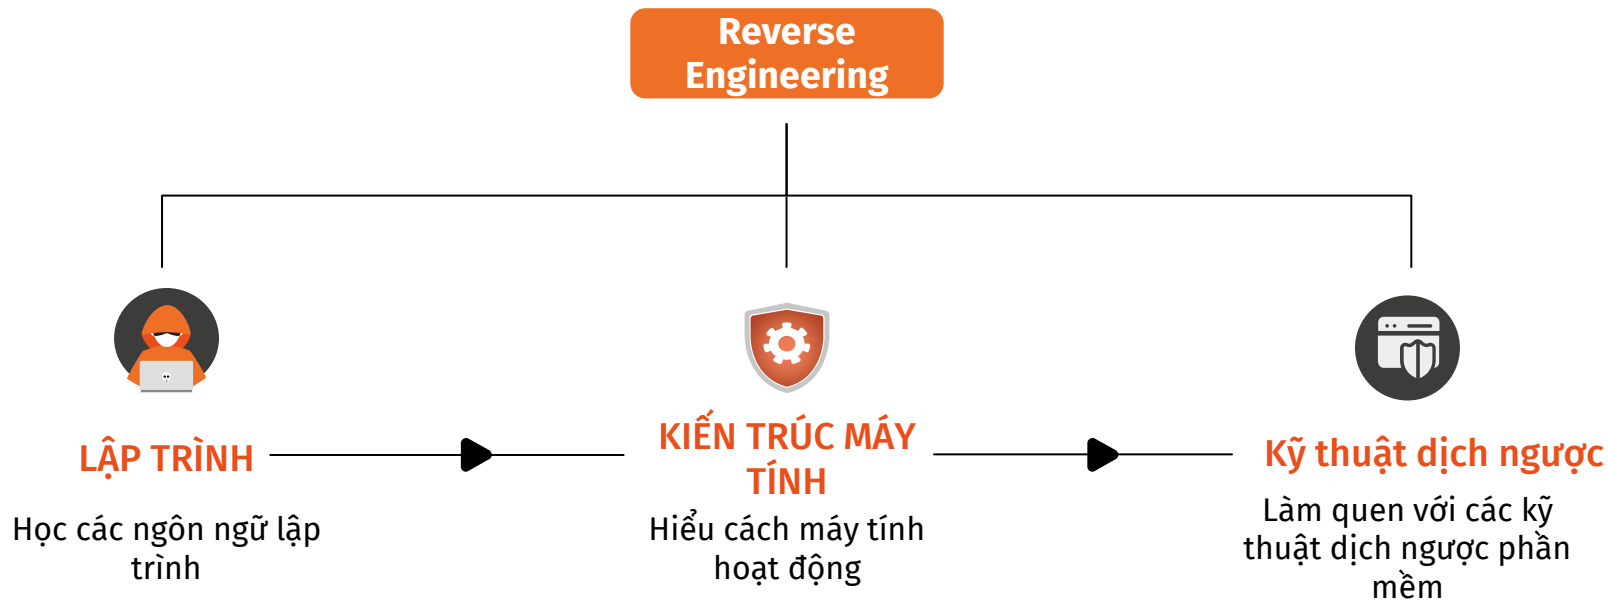 Reverse
Engineering
LẬP TRÌNH
Học các ngôn ngữ lập
trình
KIẾN TRÚC MÁY
TÍNH
Hiểu cách máy tính
hoạt động
Kỹ thuật dịch ngược
Làm quen với các kỹ
thuật dịch ngược phần
mềm